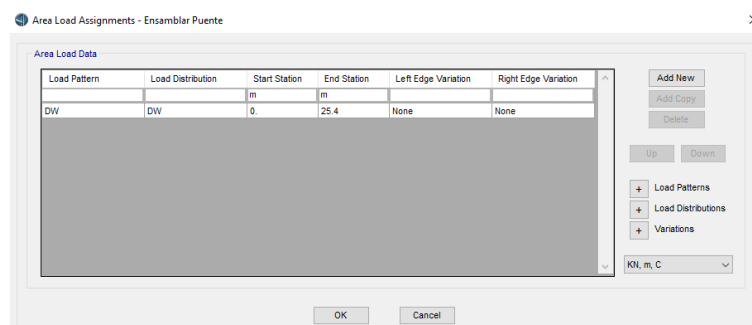 Area Load Assignments - Ensamblar Puente
Area Load Data
Load Pattern Load Distribution Start Station End Station Left Edge Variation Right Edge Variation
m m
DW DW 0. 25.4 None None
Add New
Add Copy
Delete
Up Down
+ Load Patterns
+ Load Distributions
+ Variations
KN, m, C
OK Cancel